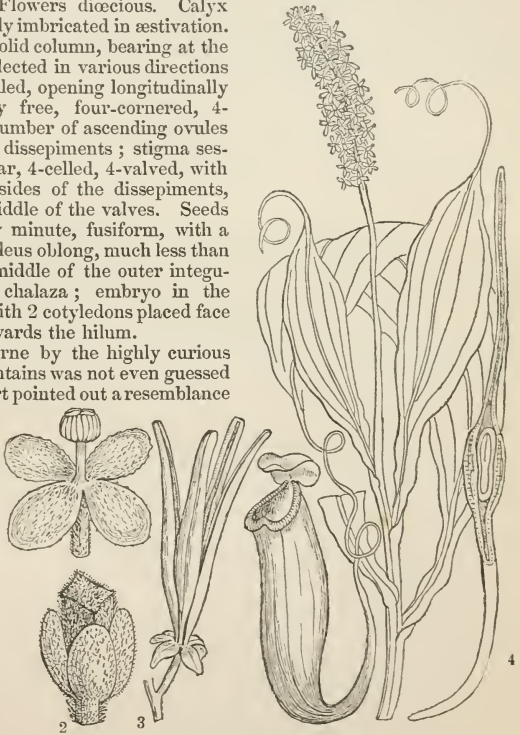 Flowers diœcious. Calyx
ly imbricated in æstivation.
olid column, bearing at the
lected in various directions
led, opening longitudinally
y free, four-cornered, 4-
umber of ascending ovules
dissepiments ; stigma ses-
ar, 4-celled, 4-valved, with
sides of the dissepiments,
iddle of the valves. Seeds
minute, fusiform, with a
leus oblong, much less than
middle of the outer integu-
chalaza ; embryo in the
ith 2 cotyledons placed face
wards the hilum.
rne by the highly curious
ntains was not even guessed
t pointed out a resemblance
4
2
3